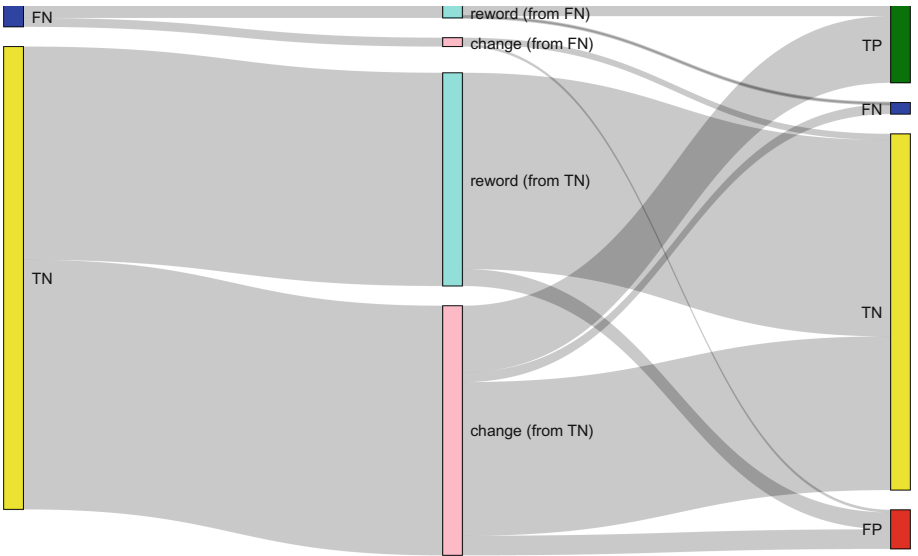 FN
reword (from FN)
change (from FN)
TP
FN
reword (from TN)
TN
TN
change (from TN)
FP